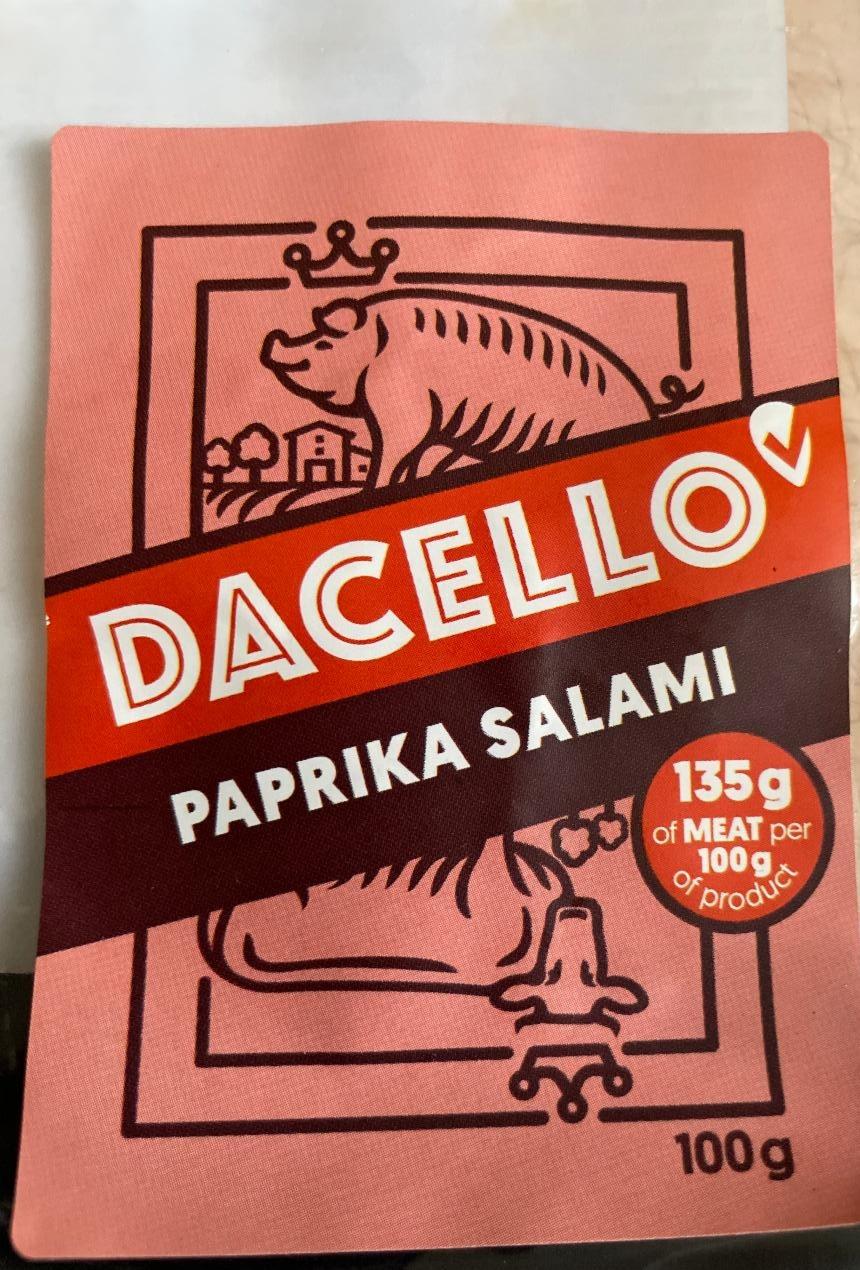 DACELLO
PAPRIKA SALAMI
135g
of MEAT per
100g
of product
100g